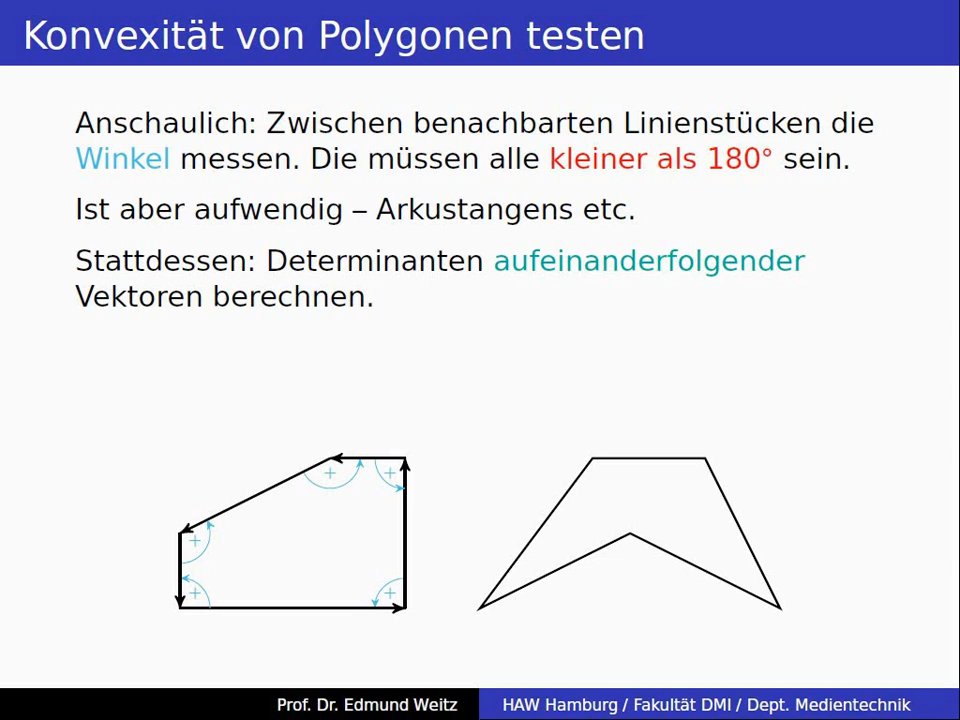 Konvexität von Polygonen testen
Anschaulich: Zwischen benachbarten Linienstücken die
Winkel messen. Die müssen alle kleiner als 180° sein.
Ist aber aufwendig – Arkustangens etc.
Stattdessen: Determinanten aufeinanderfolgender
Vektoren berechnen.
+ +
+
+ +
Prof. Dr. Edmund Weitz
HAW Hamburg / Fakultät DMI / Dept. Medientechnik